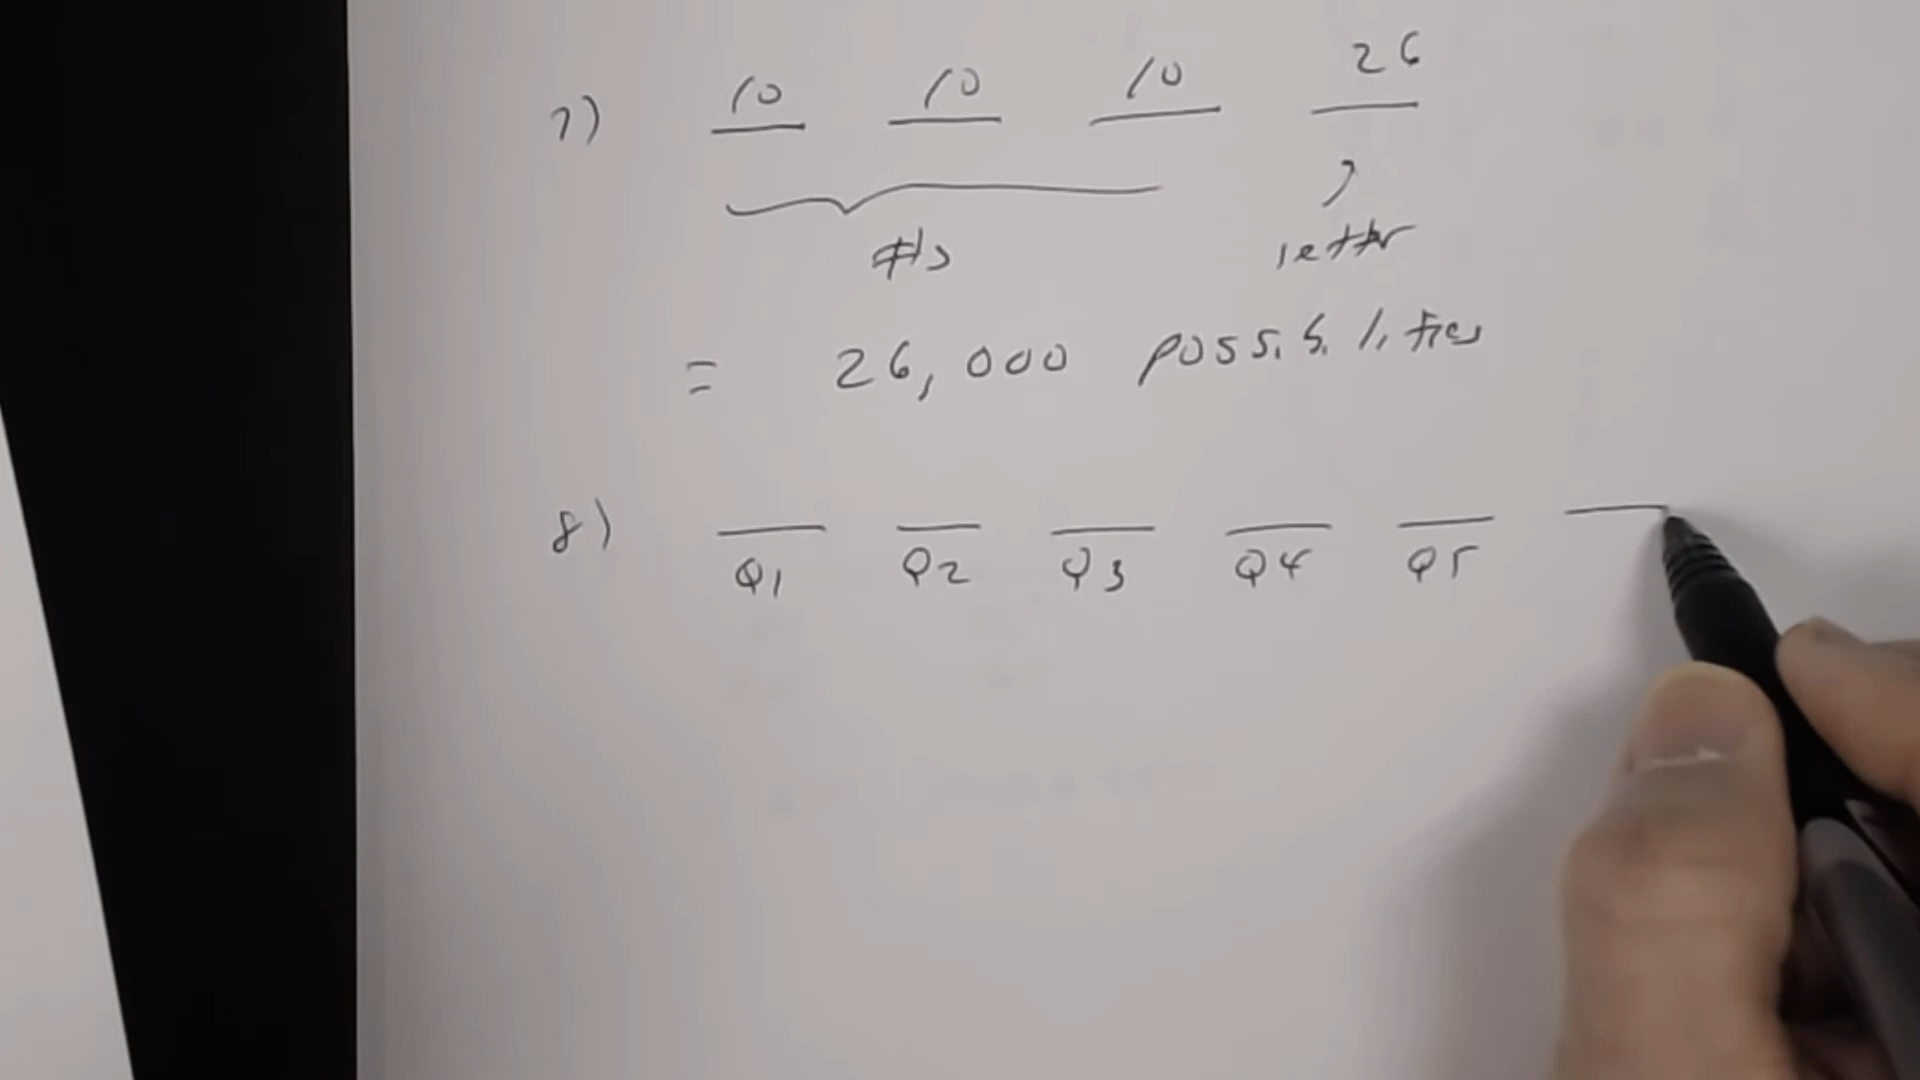 7) 10 10 10 26
#s letter
= 26,000 possibilities
8)
Q1 Q2 Q3 Q4 Q5